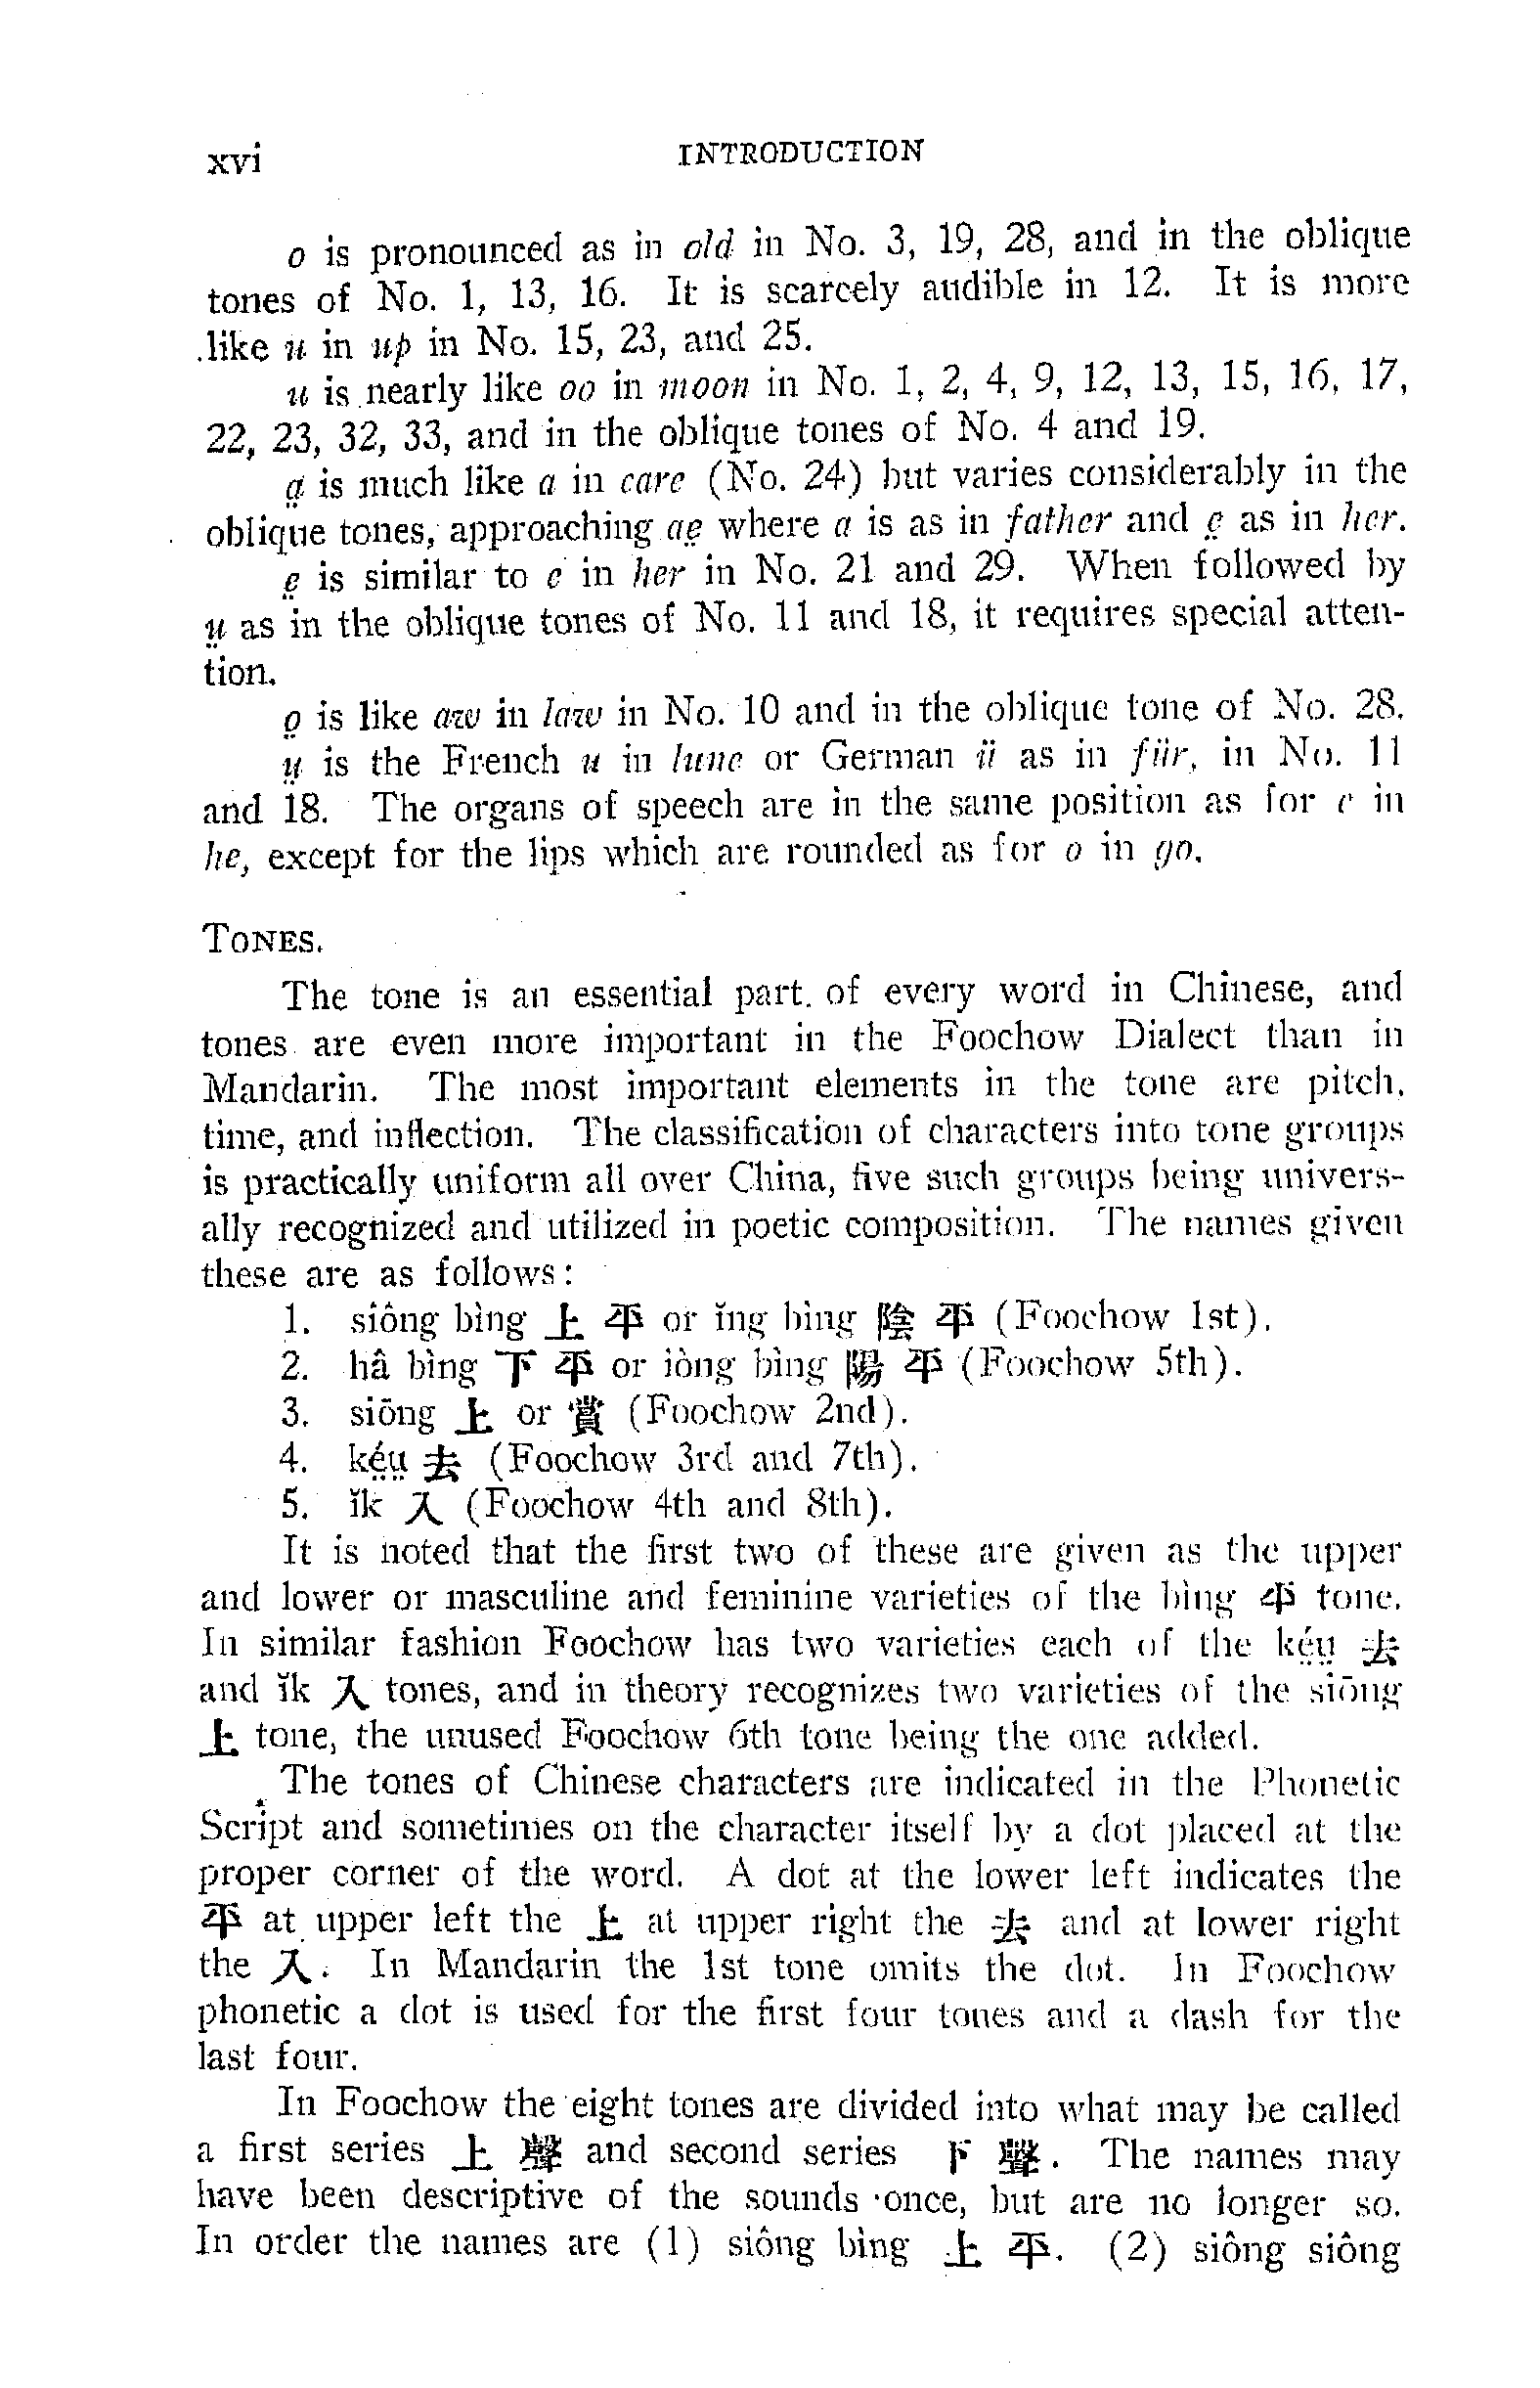 xvi INTRODUCTION
o is pronounced as in old in No. 3, 19, 28, and in the oblique
tones of No. 1, 13, 16. It is scarcely audible in 12. It is more
like u in up in No. 15, 23, and 25.
u is nearly like oo in moon in No. 1, 2, 4, 9, 12, 13, 15, 16, 17,
22, 23, 32, 33, and in the oblique tones of No. 4 and 19.
a̤ is much like a in care (No. 24) but varies considerably in the
oblique tones, approaching ae̤ where a is as in father and e̤ as in her.
e̤ is similar to e in her in No. 21 and 29. When followed by
ṳ as in the oblique tones of No. 11 and 18, it requires special atten-
tion.
o̤ is like aw in law in No. 10 and in the oblique tone of No. 28.
ṳ is the French u in lune or German ü as in für, in No. 11
and 18. The organs of speech are in the same position as for e in
he, except for the lips which are rounded as for o in go.
TONES.
The tone is an essential part of every word in Chinese, and
tones are even more important in the Foochow Dialect than in
Mandarin. The most important elements in the tone are pitch,
time, and inflection. The classification of characters into tone groups
is practically uniform all over China, five such groups being univers-
ally recognized and utilized in poetic composition. The names given
these are as follows:
1. siông bìng 上平 or ĭng bìng 陰平 (Foochow 1st).
2. hâ bìng 下平 or iòng bìng 陽平 (Foochow 5th).
3. siōng 上 or 賞 (Foochow 2nd).
4. ké̤ṳ 去 (Foochow 3rd and 7th).
5. ĭk 入 (Foochow 4th and 8th).
It is noted that the first two of these are given as the upper
and lower or masculine and feminine varieties of the bìng 平 tone.
In similar fashion Foochow has two varieties each of the ké̤ṳ 去
and ĭk 入 tones, and in theory recognizes two varieties of the siōng
上 tone, the unused Foochow 6th tone being the one added.
The tones of Chinese characters are indicated in the Phonetic
Script and sometimes on the character itself by a dot placed at the
proper corner of the word. A dot at the lower left indicates the
平 at upper left the 上 at upper right the 去 and at lower right
the 入. In Mandarin the 1st tone omits the dot. In Foochow
phonetic a dot is used for the first four tones and a dash for the
last four.
In Foochow the eight tones are divided into what may be called
a first series 上聲 and second series 下聲. The names may
have been descriptive of the sounds once, but are no longer so.
In order the names are (1) siông bìng 上平. (2) siông siông